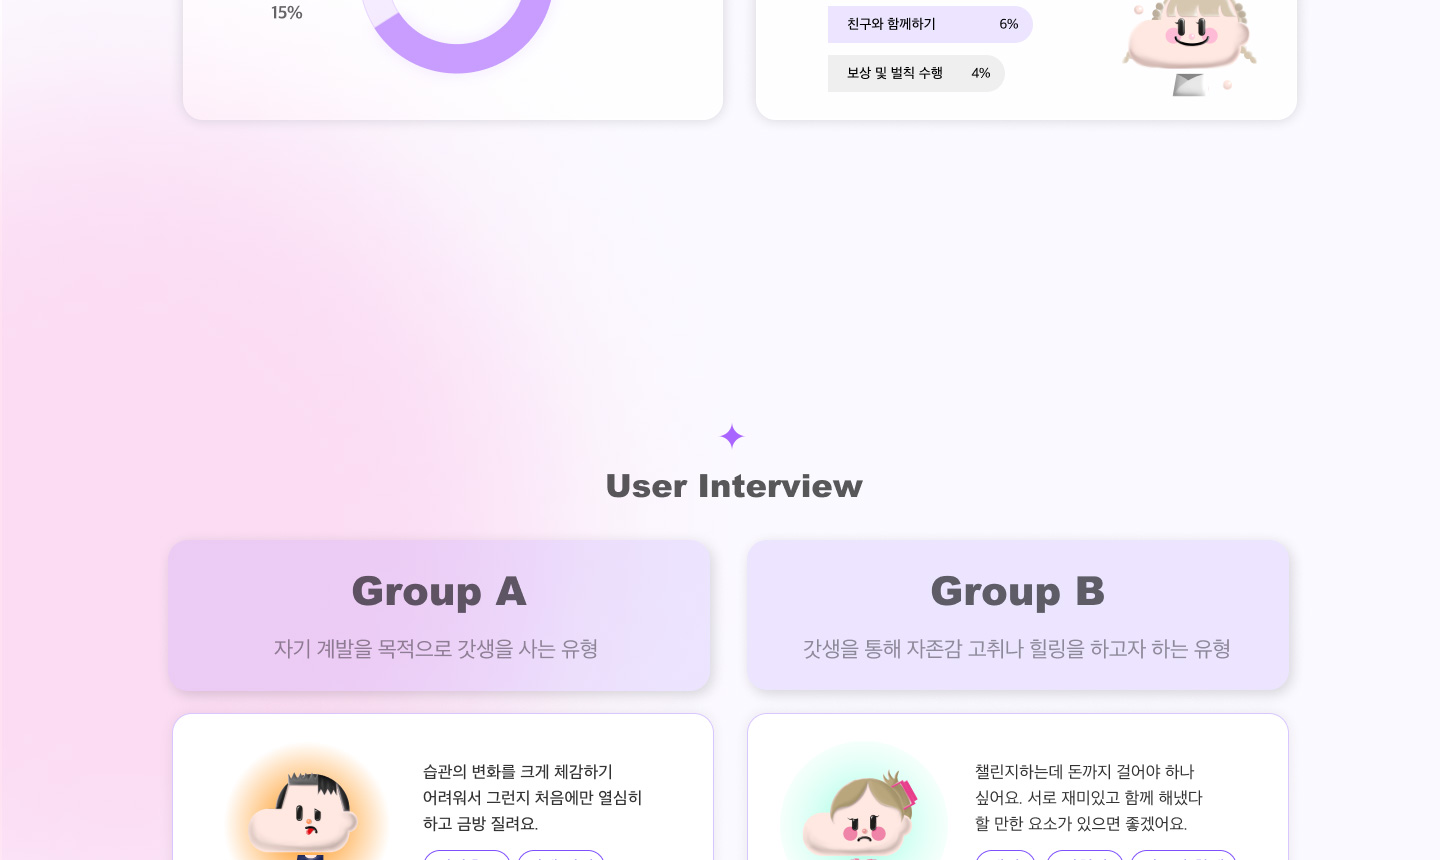 15%
친구와 함께하기 6%
보상 및 벌칙 수행 4%
User Interview
Group A
자기 계발을 목적으로 갓생을 사는 유형
Group B
갓생을 통해 자존감 고취나 힐링을 하고자 하는 유형
습관의 변화를 크게 체감하기
어려워서 그런지 처음에만 열심히
하고 금방 질려요.
챌린지하는데 돈까지 걸어야 하나
싶어요. 서로 재미있고 함께 해냈다
할 만한 요소가 있으면 좋겠어요.